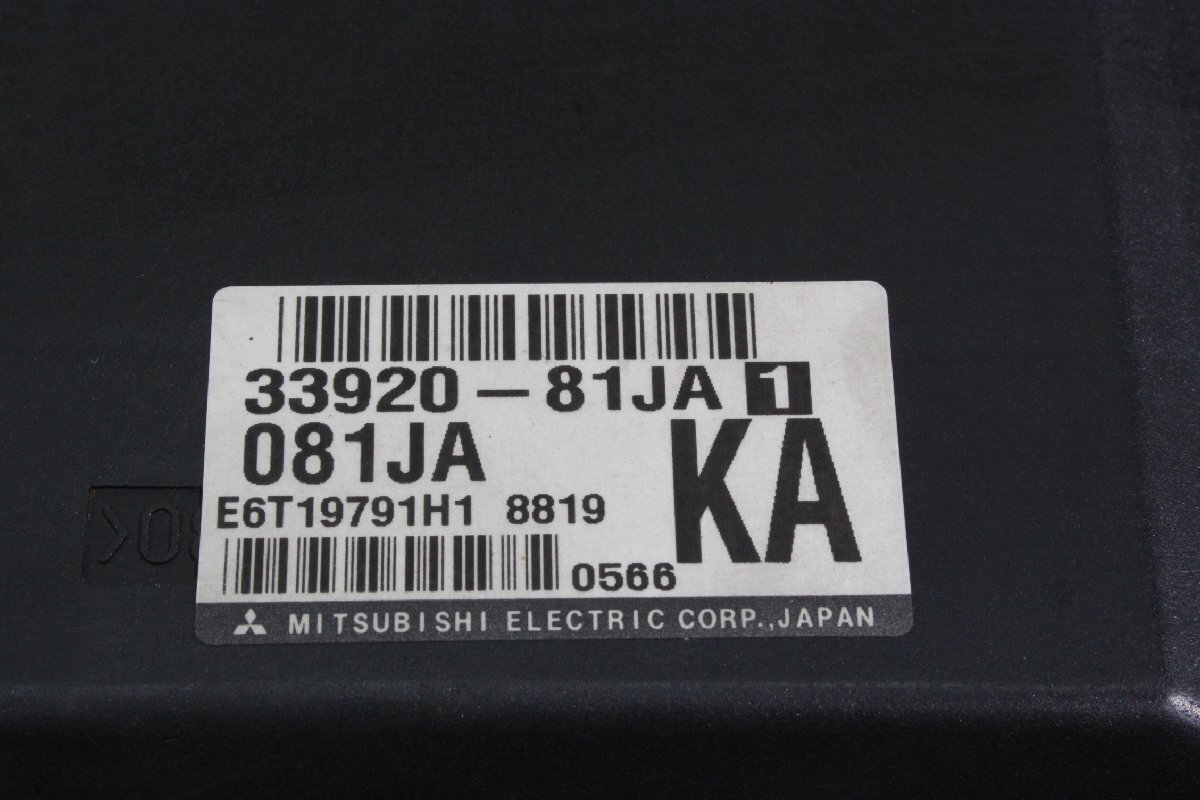 33920-81JA 1
081JA
KA
E6T19791H1 8819
0566
MITSUBISHI ELECTRIC CORP.,JAPAN